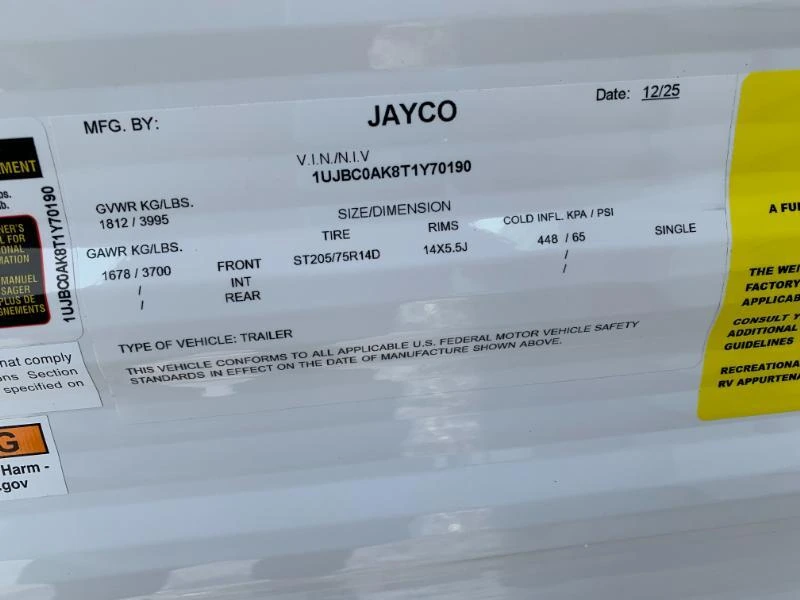 MFG. BY:
JAYCO
Date: 12/25
V.I.N./N.I.V
1UJBC0AK8T1Y70190
GVWR KG/LBS.
1812 / 3995
SIZE/DIMENSION
TIRE RIMS COLD INFL. KPA / PSI
GAWR KG/LBS.
1678 / 3700 FRONT ST205/75R14D 14X5.5J 448 / 65 SINGLE
/ INT /
/ REAR /
TYPE OF VEHICLE: TRAILER
THIS VEHICLE CONFORMS TO ALL APPLICABLE U.S. FEDERAL MOTOR VEHICLE SAFETY
STANDARDS IN EFFECT ON THE DATE OF MANUFACTURE SHOWN ABOVE.
1UJBC0AK8T1Y70190
MANUEL
PLUS DE
nat comply
Section
specified on
G
Harm -
.gov
A FU
THE WEI
FACTORY
APPLICAB
CONSULT Y
ADDITIONAL
GUIDELINES
RECREATIONA
RV APPURTENA